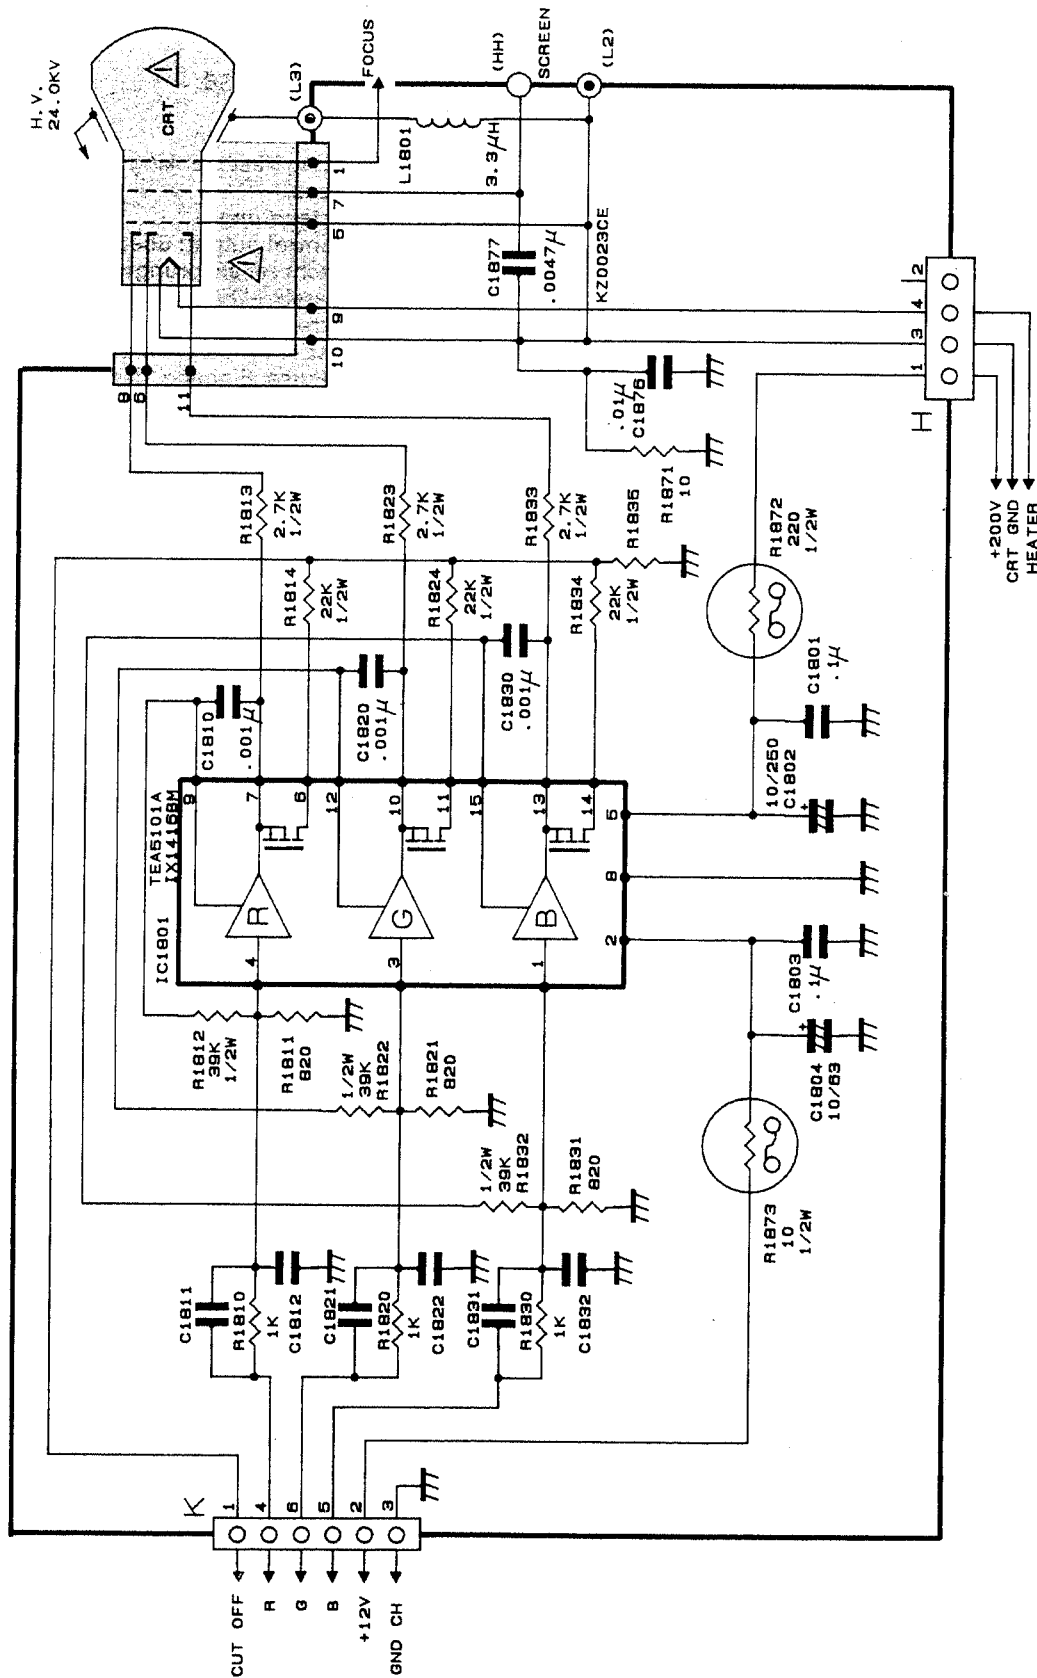 H.V.
24.0KV
CRT
(L3)
FOCUS
(HH)
SCREEN
(L2)
1
7
5
9
10
8
6
11
L1801
3.3μH
C1877
.0047μ
KZ0023CE
.01μ
C1876
R1871
10
H
1
3
4
2
+200V
CRT GND
HEATER
R1813
2.7K
1/2W
R1823
2.7K
1/2W
R1833
2.7K
1/2W
R1814
22K
1/2W
R1824
22K
1/2W
R1834
22K
1/2W
R1835
R1872
220
1/2W
C1810
.001μ
C1820
.001μ
C1830
.001μ
C1801
.1μ
10/250
C1802
+
IC1801
TEA5101A
IX1416BM
9
7
6
12
10
11
15
13
14
5
8
2
R
G
B
4
3
1
C1803
.1μ
C1804
10/63
+
R1812
39K
1/2W
R1811
820
1/2W
39K
R1822
R1821
820
1/2W
39K
R1832
R1831
820
R1873
10
1/2W
C1811
R1810
1K
C1812
C1821
R1820
1K
C1822
C1831
R1830
1K
C1832
K
1
4
6
5
2
3
CUT OFF
R
G
B
+12V
GND CH